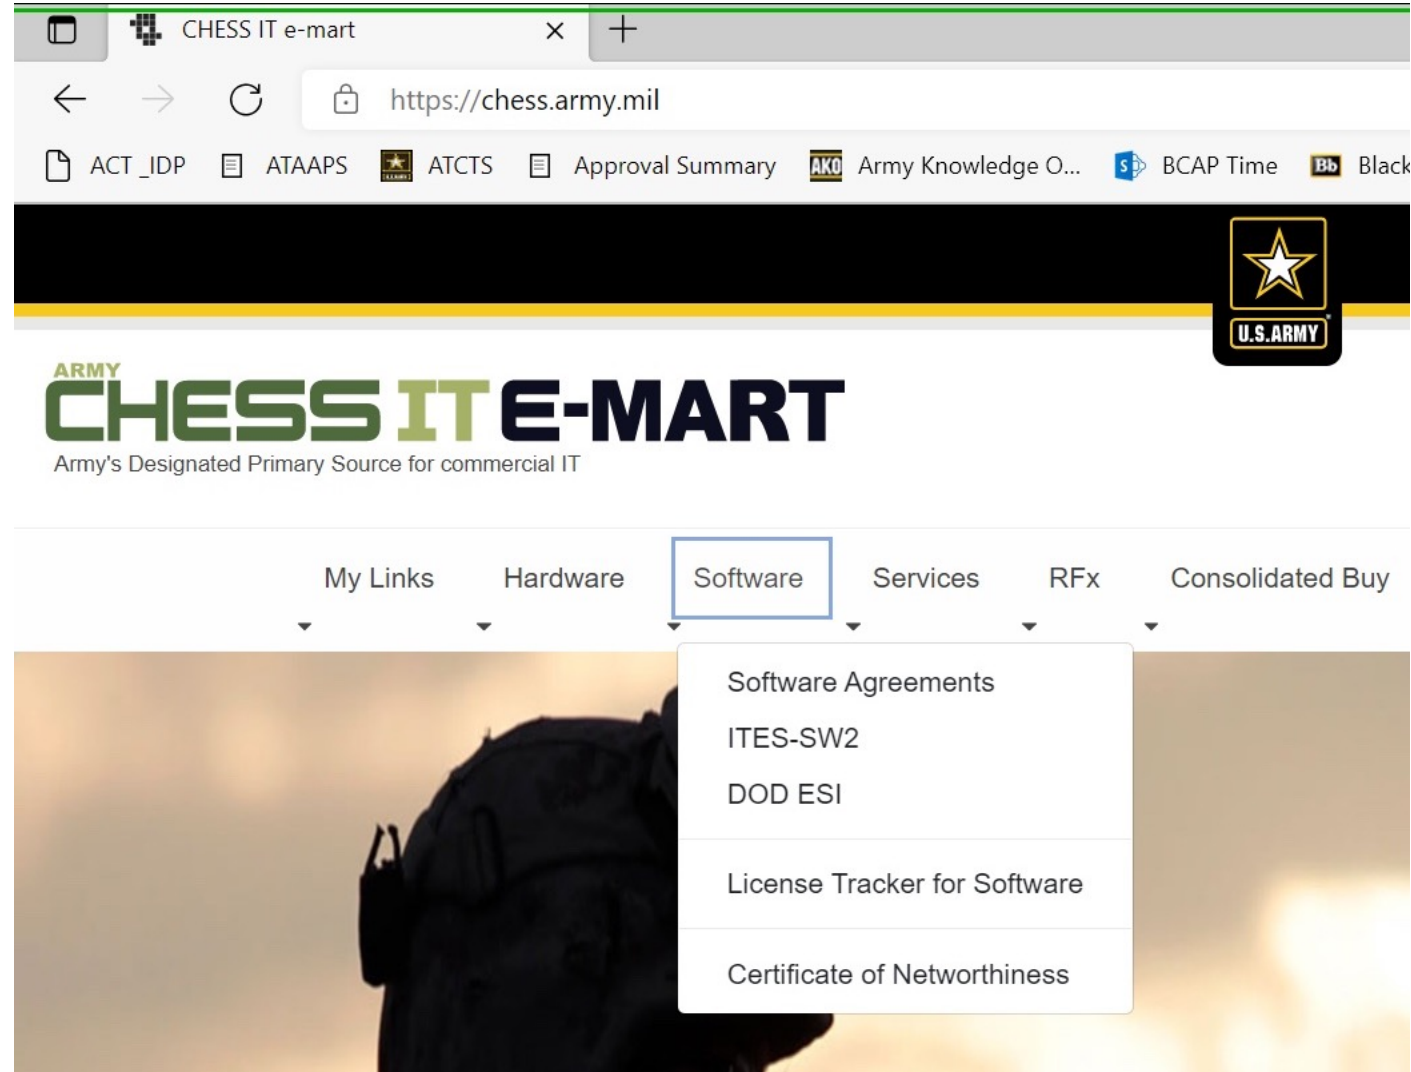 CHESS IT e-mart
https://chess.army.mil
ACT _IDP ATAAPS ATCTS Approval Summary AKO Army Knowledge O... BCAP Time Bb Black
U.S.ARMY
ARMY
CHESS IT E-MART
Army's Designated Primary Source for commercial IT
My Links Hardware Software Services RFx Consolidated Buy
Software Agreements
ITES-SW2
DOD ESI
License Tracker for Software
Certificate of Networthiness